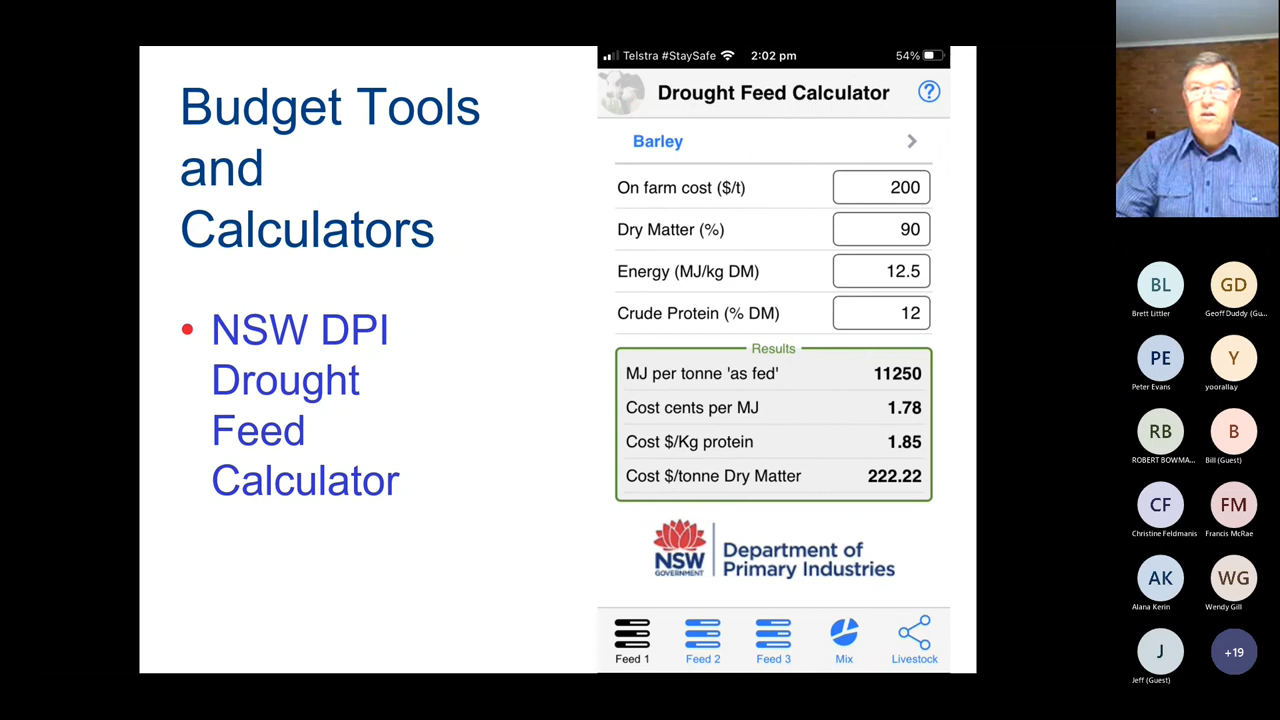 Budget Tools
and
Calculators
• NSW DPI
Drought
Feed
Calculator
Telstra #StaySafe 2:02 pm 54%
Drought Feed Calculator ?
Barley
On farm cost ($/t) 200
Dry Matter (%) 90
Energy (MJ/kg DM) 12.5
Crude Protein (% DM) 12
Results
MJ per tonne 'as fed' 11250
Cost cents per MJ 1.78
Cost $/Kg protein 1.85
Cost $/tonne Dry Matter 222.22
NSW
GOVERNMENT
Department of
Primary Industries
Feed 1 Feed 2 Feed 3 Mix Livestock
BL GD
Brett Littler Geoff Duddy (Gu...
PE Y
Peter Evans yooralla.y
RB B
ROBERT BOWMA... Bill (Guest)
CF FM
Christine Feldmanis Francis McRae
AK WG
Alana Kerin Wendy Gill
J +19
Jeff (Guest)